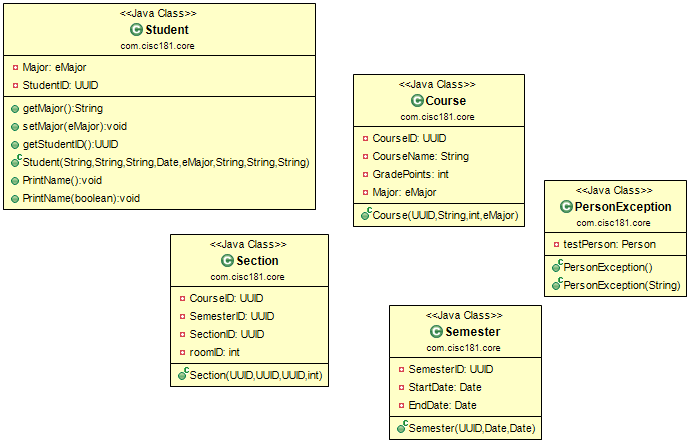 <<Java Class>>
Student
com.cisc181.core
Major: eMajor
StudentID: UUID
getMajor():String
setMajor(eMajor):void
getStudentID():UUID
Student(String,String,String,Date,eMajor,String,String,String)
PrintName():void
PrintName(boolean):void
<<Java Class>>
Course
com.cisc181.core
CourseID: UUID
CourseName: String
GradePoints: int
Major: eMajor
Course(UUID,String,int,eMajor)
<<Java Class>>
PersonException
com.cisc181.core
testPerson: Person
PersonException()
PersonException(String)
<<Java Class>>
Section
com.cisc181.core
CourseID: UUID
SemesterID: UUID
SectionID: UUID
roomID: int
Section(UUID,UUID,UUID,int)
<<Java Class>>
Semester
com.cisc181.core
SemesterID: UUID
StartDate: Date
EndDate: Date
Semester(UUID,Date,Date)